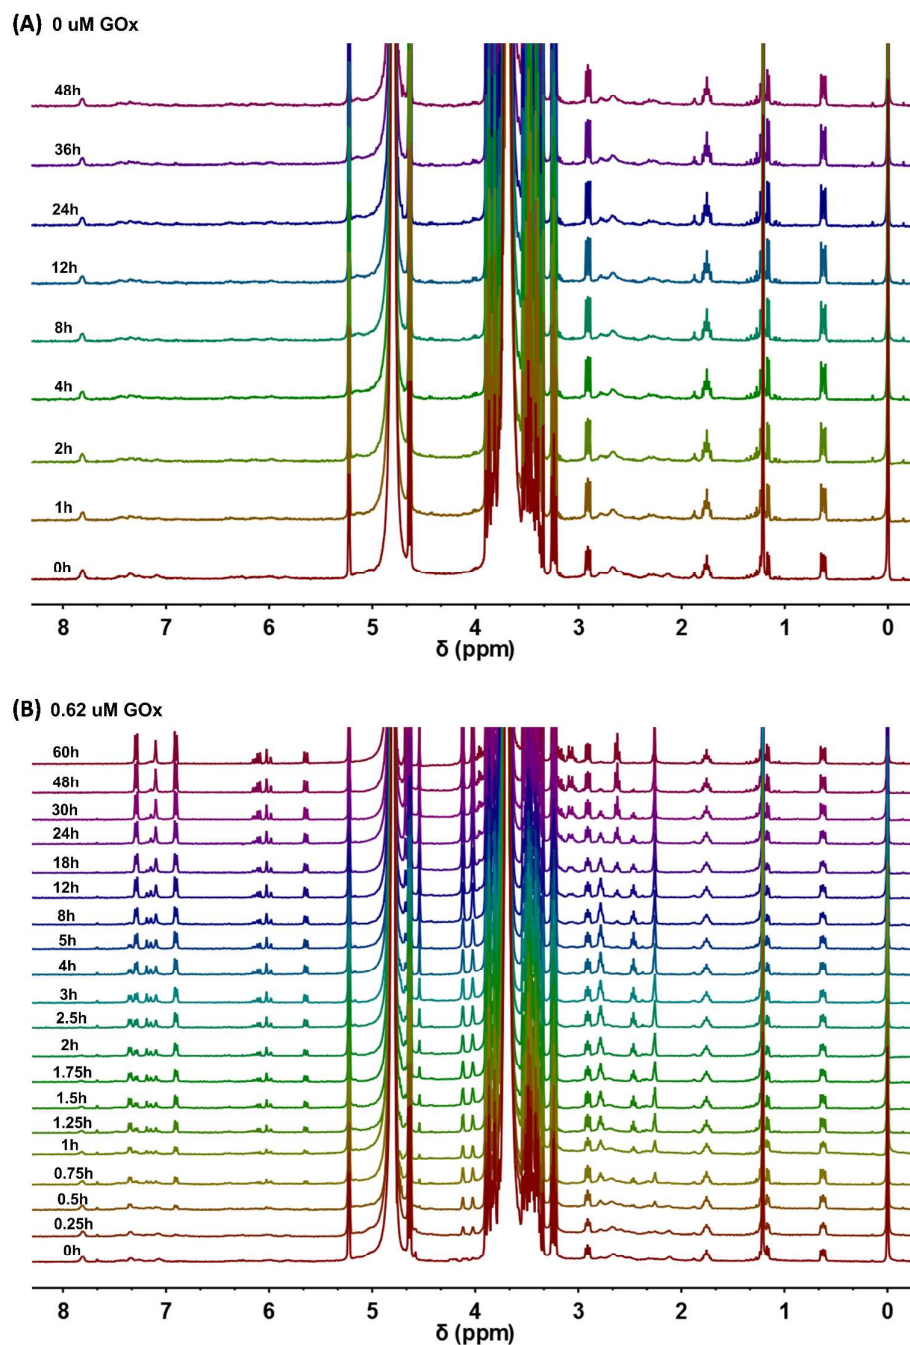 (A) 0 uM GOx
48h
36h
24h
12h
8h
4h
2h
1h
0h
8 7 6 5 4 3 2 1 0
δ (ppm)
(B) 0.62 uM GOx
60h
48h
30h
24h
18h
12h
8h
5h
4h
3h
2.5h
2h
1.75h
1.5h
1.25h
1h
0.75h
0.5h
0.25h
0h
8 7 6 5 4 3 2 1 0
δ (ppm)